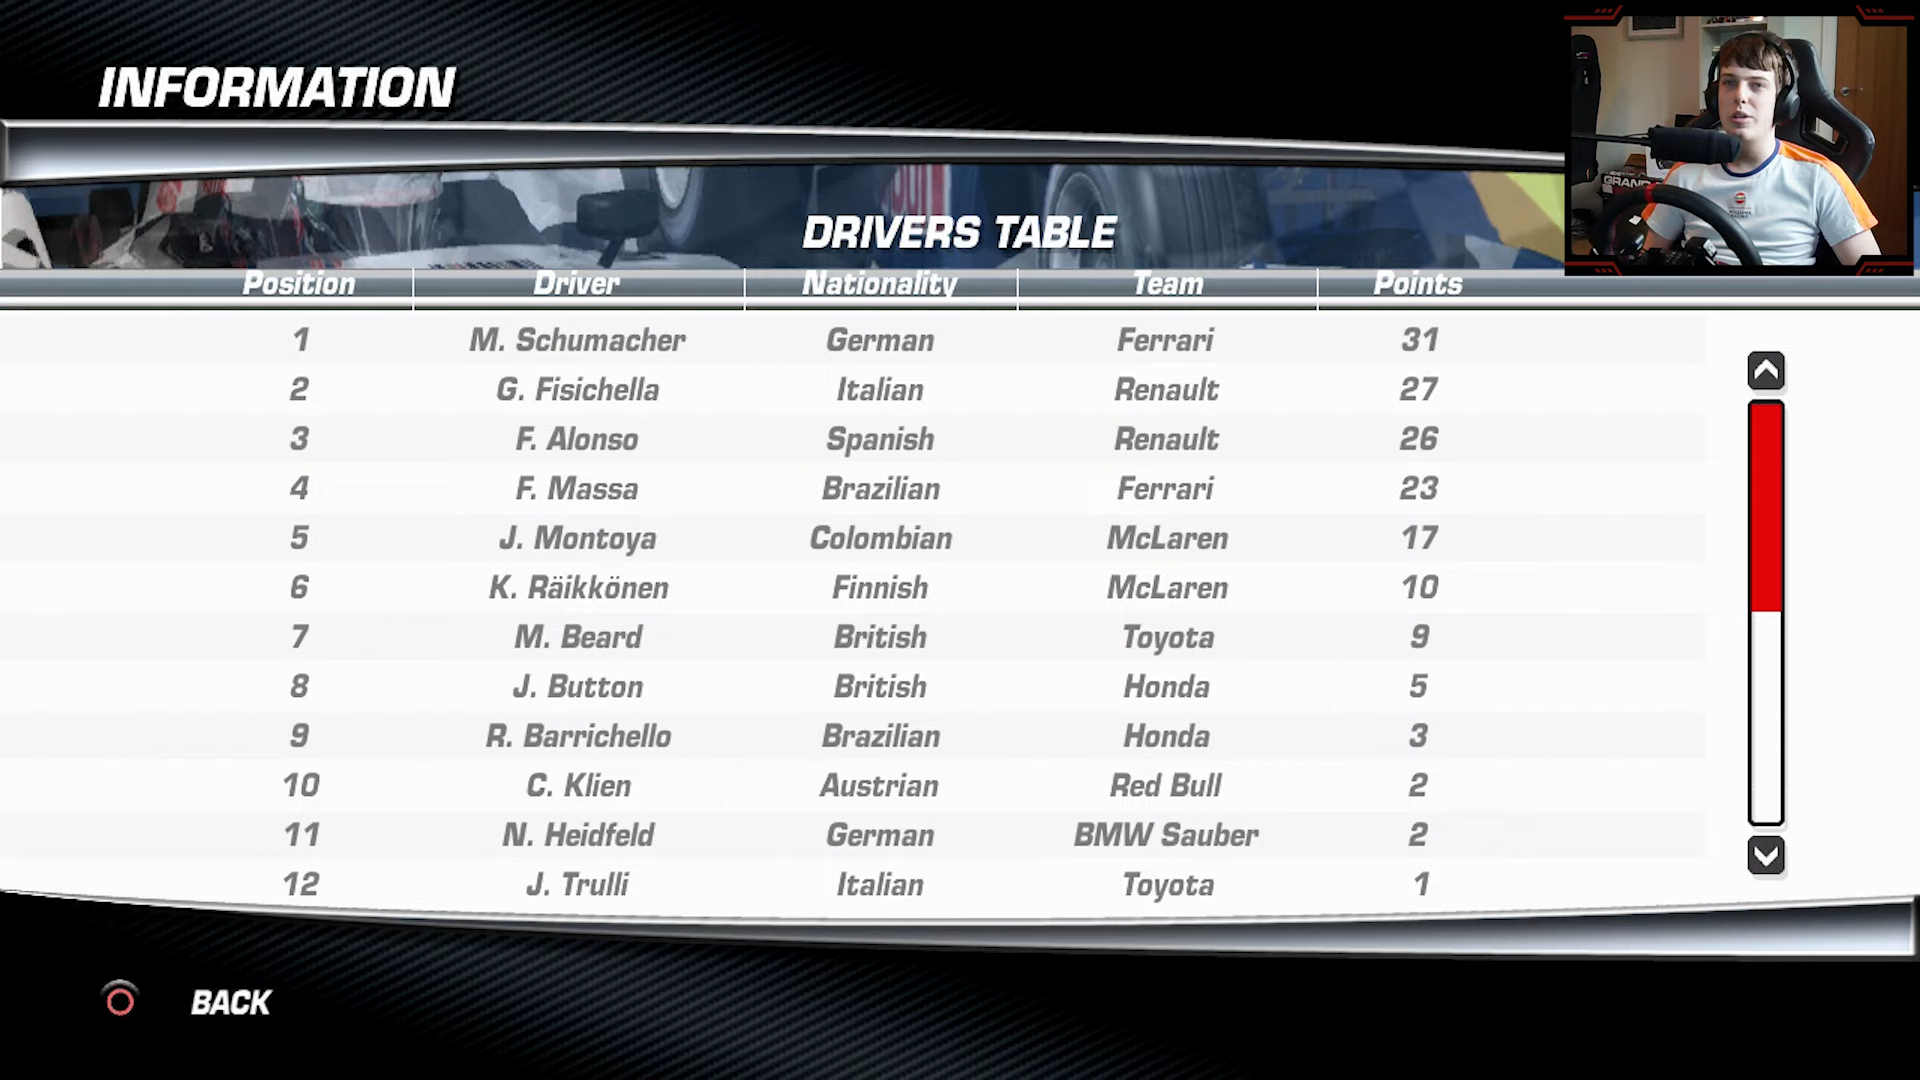 INFORMATION
GRAND
DRIVERS TABLE
Position Driver Nationality Team Points
1 M. Schumacher German Ferrari 31
2 G. Fisichella Italian Renault 27
3 F. Alonso Spanish Renault 26
4 F. Massa Brazilian Ferrari 23
5 J. Montoya Colombian McLaren 17
6 K. Räikkönen Finnish McLaren 10
7 M. Beard British Toyota 9
8 J. Button British Honda 5
9 R. Barrichello Brazilian Honda 3
10 C. Klien Austrian Red Bull 2
11 N. Heidfeld German BMW Sauber 2
12 J. Trulli Italian Toyota 1
BACK